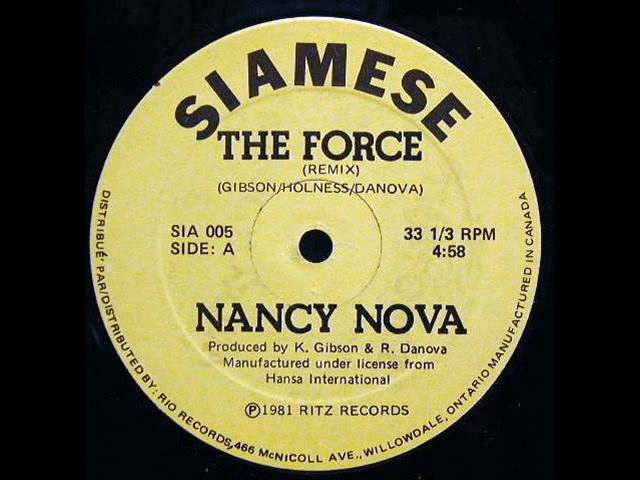 SIAMESE
THE FORCE
(REMIX)
(GIBSON/HOLNESS/DANOVA)
SIA 005
SIDE: A
33 1/3 RPM
4:58
NANCY NOVA
Produced by K. Gibson & R. Danova
Manufactured under license from
Hansa International
Ⓟ1981 RITZ RECORDS
DISTRIBUÉ PAR/DISTRIBUTED BY: RIO RECORDS, 466 McNICOLL AVE., WILLOWDALE, ONTARIO MANUFACTURED IN CANADA